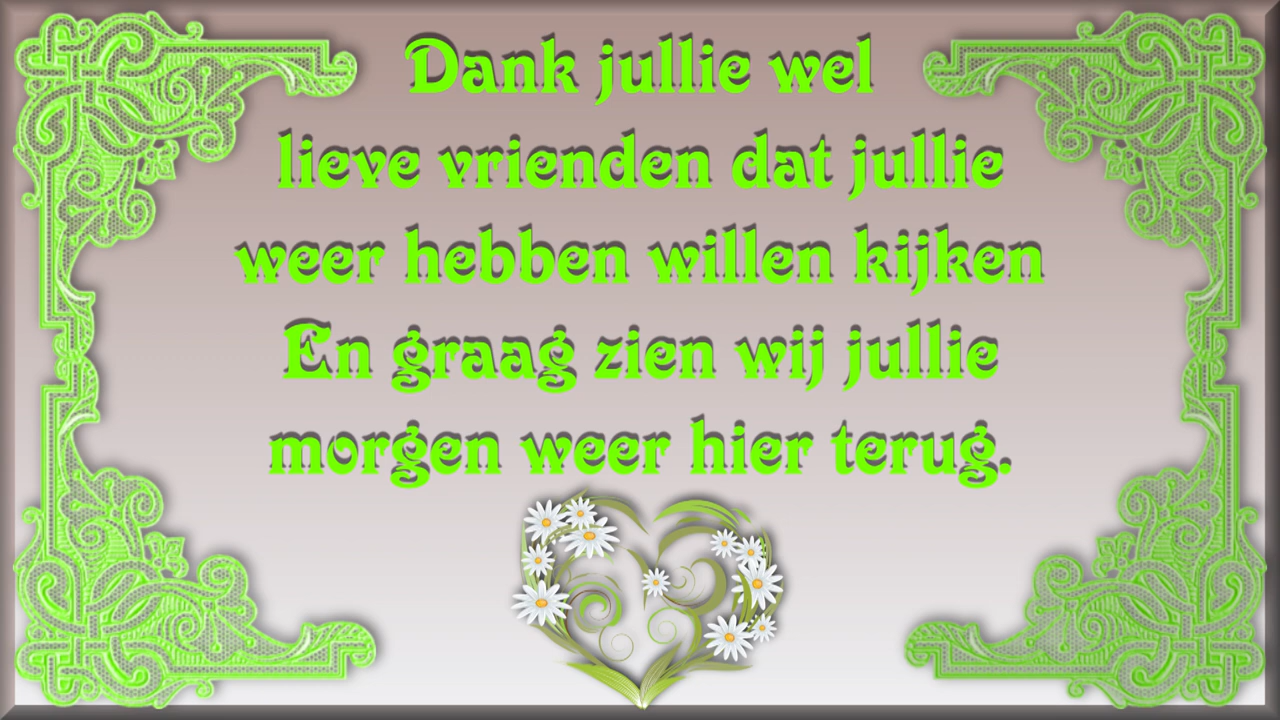 Dank jullie wel
lieve vrienden dat jullie
weer hebben willen kijken
En graag zien wij jullie
morgen weer hier terug.